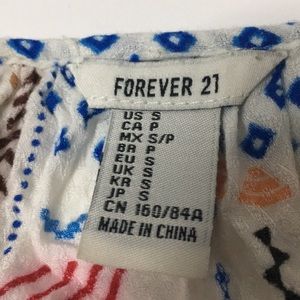 FOREVER 21
US S
CA P
MX S/P
BR P
EU S
UK S
KR S
JP S
CN 160/84A
MADE IN CHINA